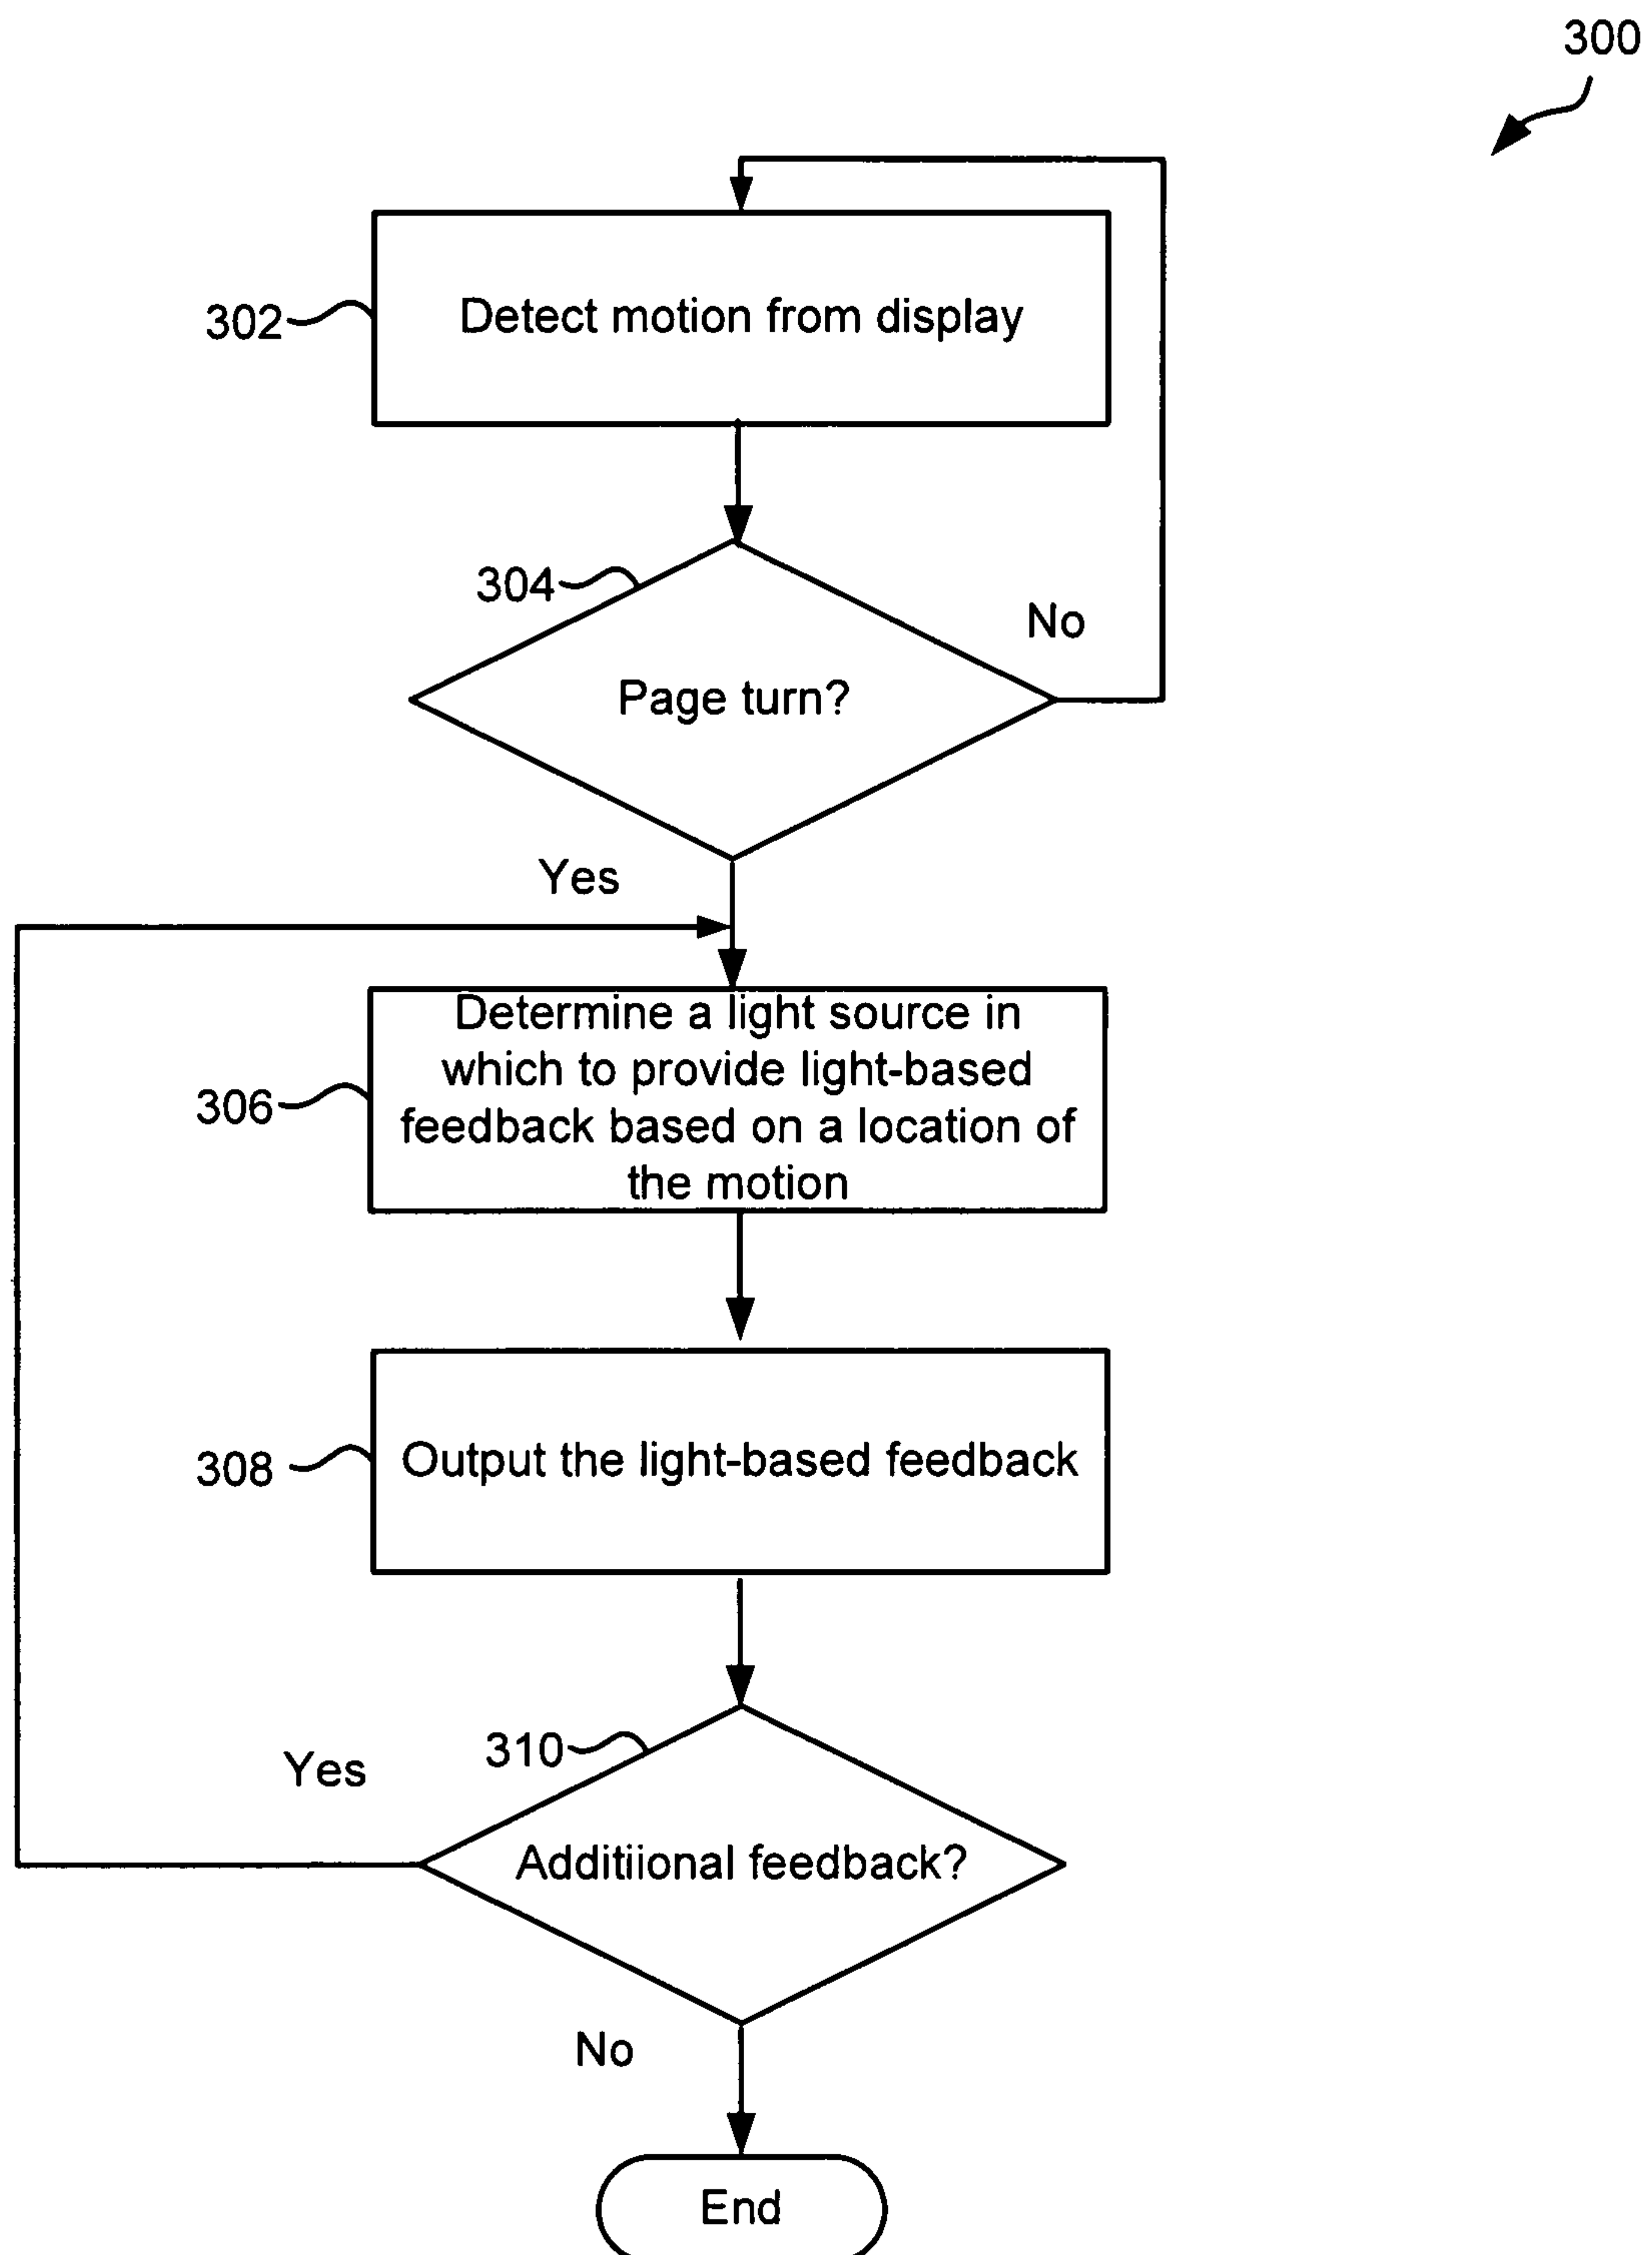 300
302
Detect motion from display
304
No
Page turn?
Yes
306
Determine a light source in
which to provide light-based
feedback based on a location of
the motion
308
Output the light-based feedback
310
Yes
Additiional feedback?
No
End